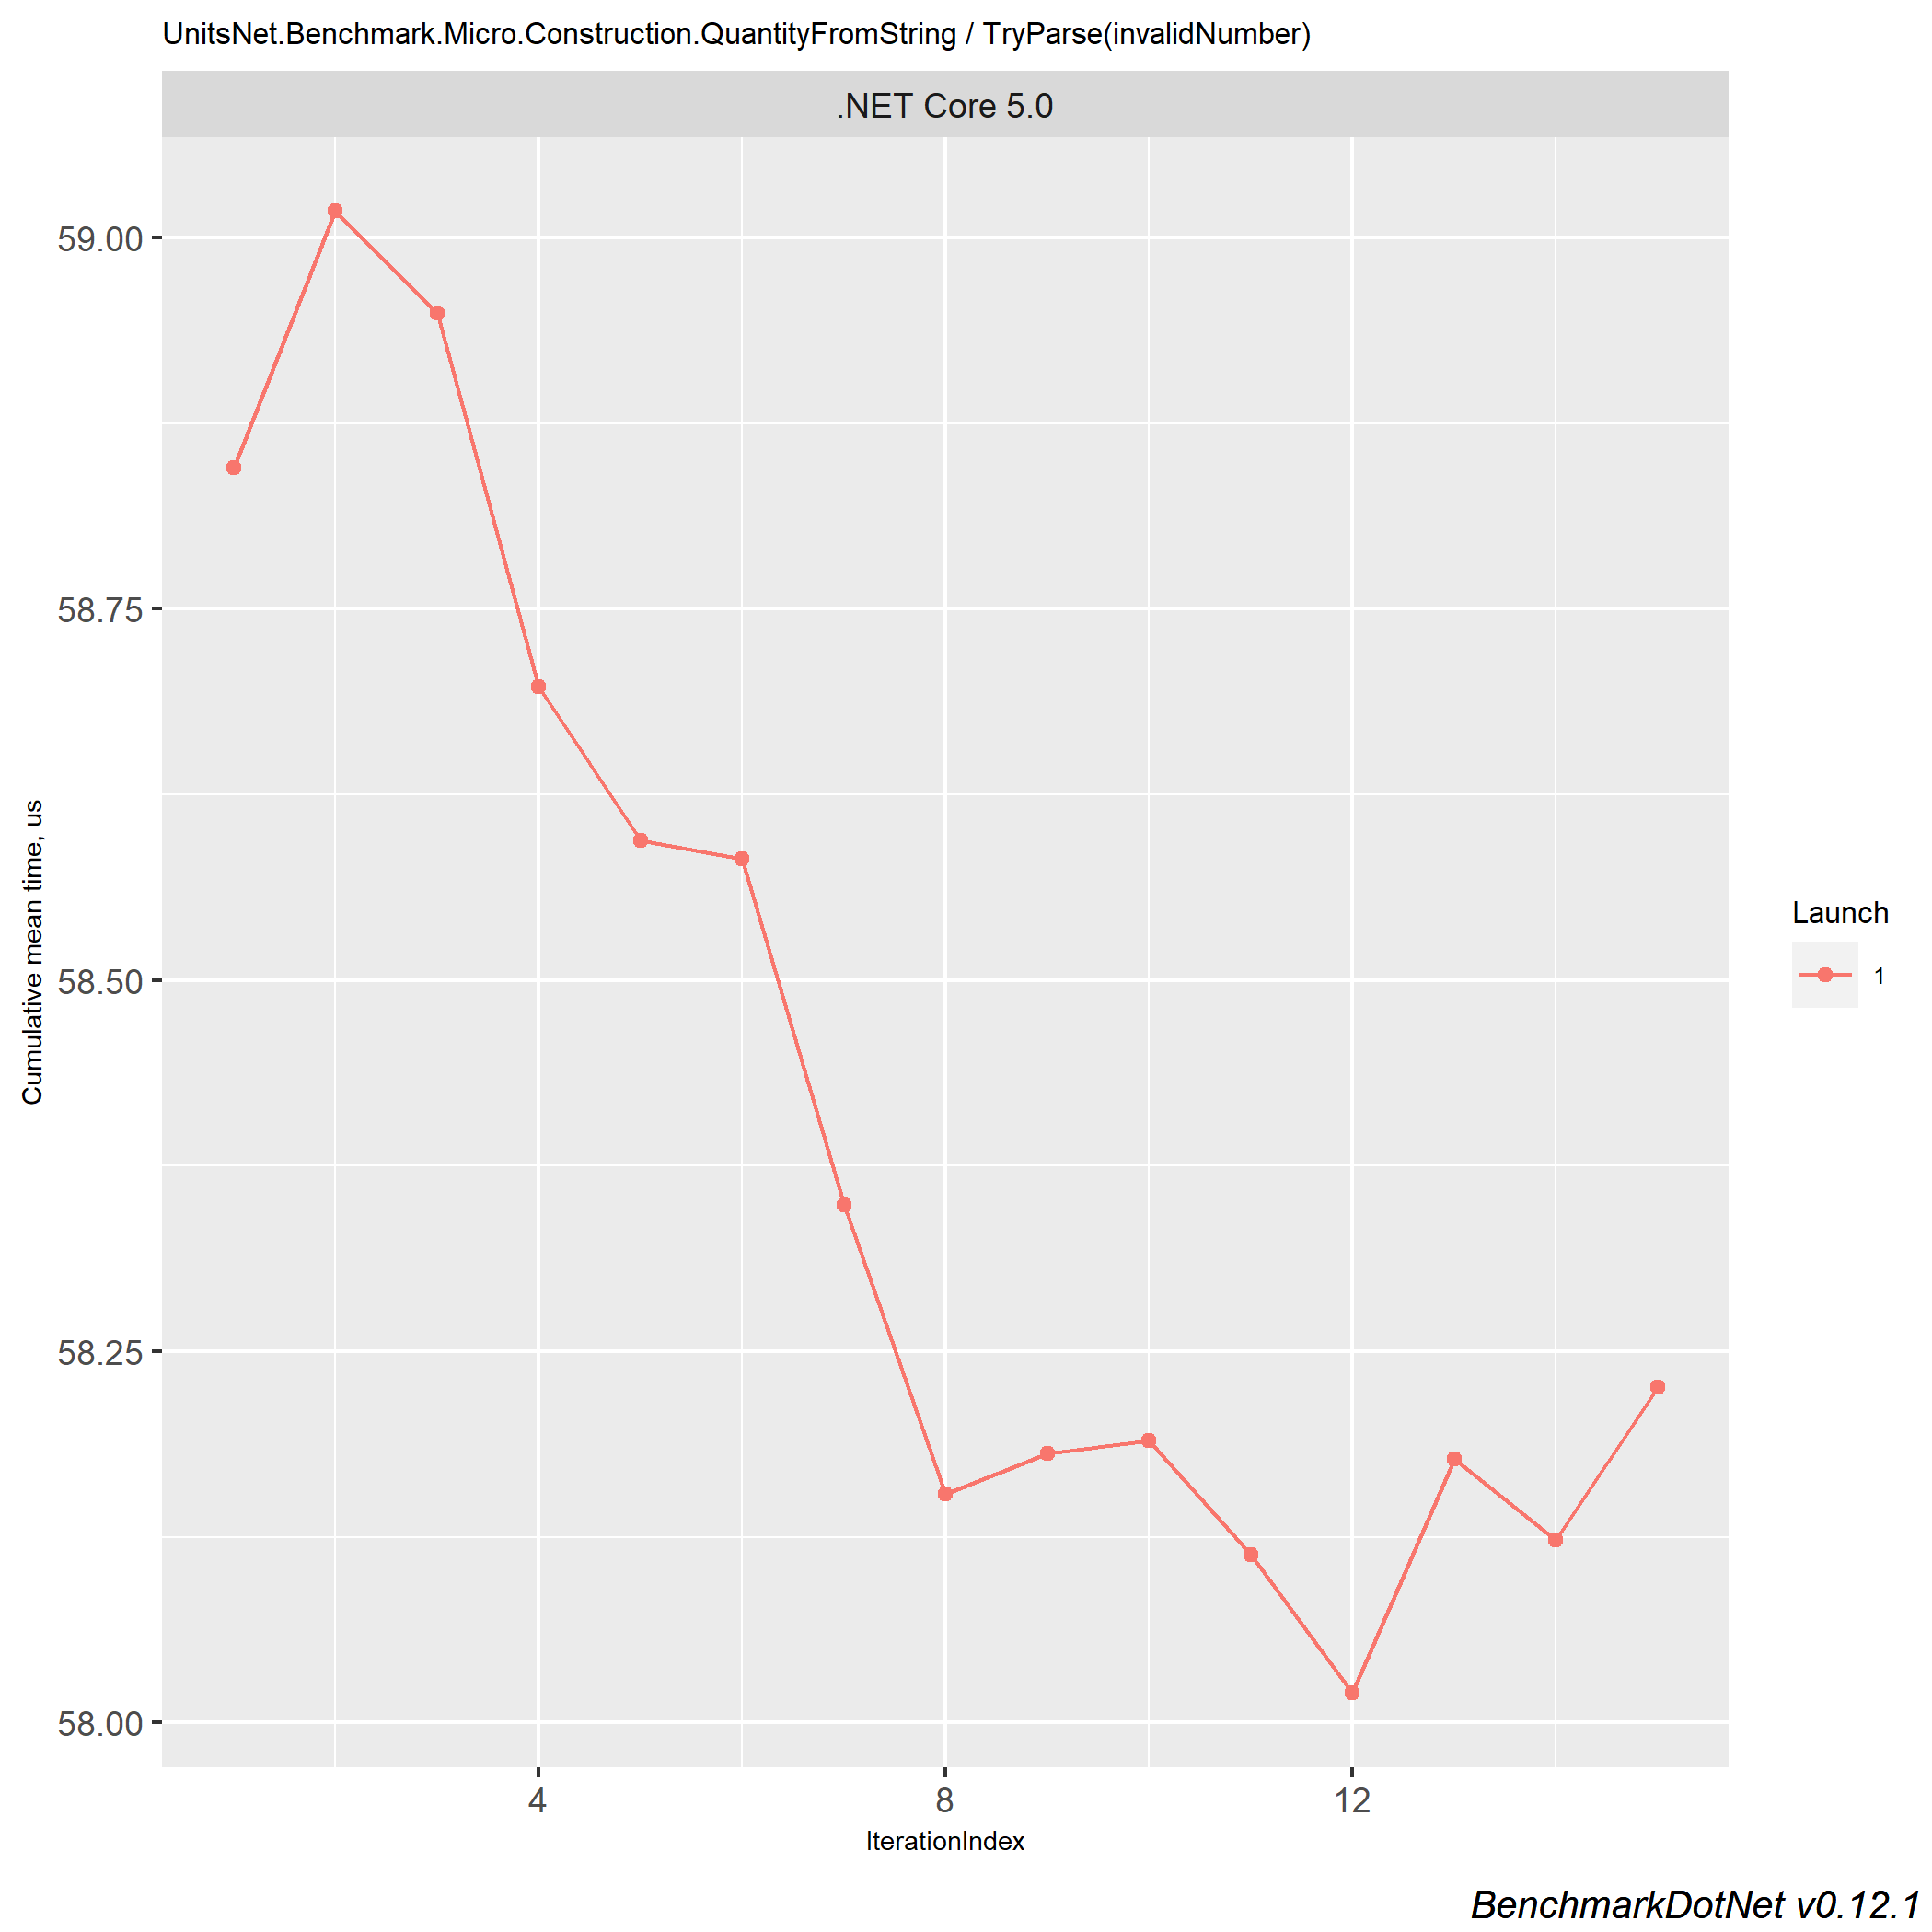 UnitsNet.Benchmark.Micro.Construction.QuantityFromString / TryParse(invalidNumber)
.NET Core 5.0
59.00
58.75
58.50
58.25
58.00
Cumulative mean time, us
4
8
12
IterationIndex
Launch
1
BenchmarkDotNet v0.12.1